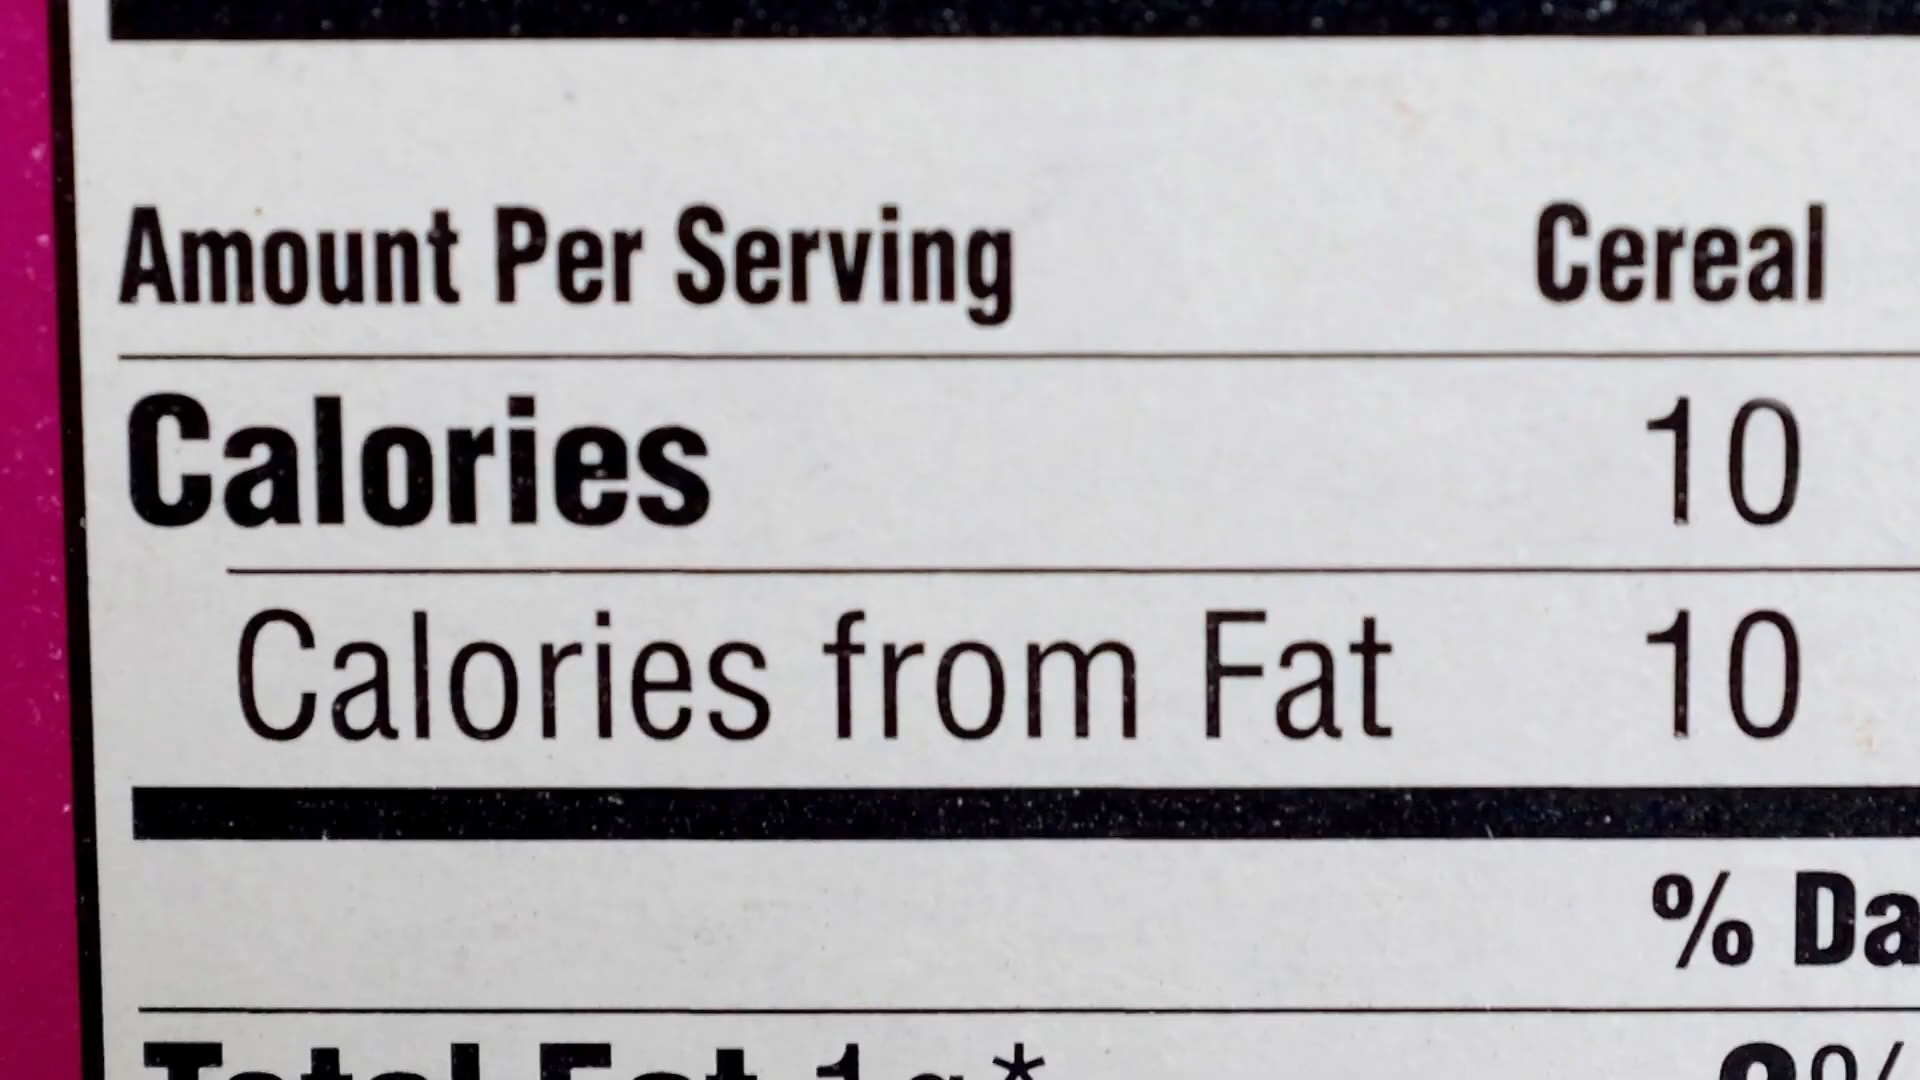 Amount Per Serving Cereal
Calories 10
Calories from Fat 10
% Da
Total Fat 1g*